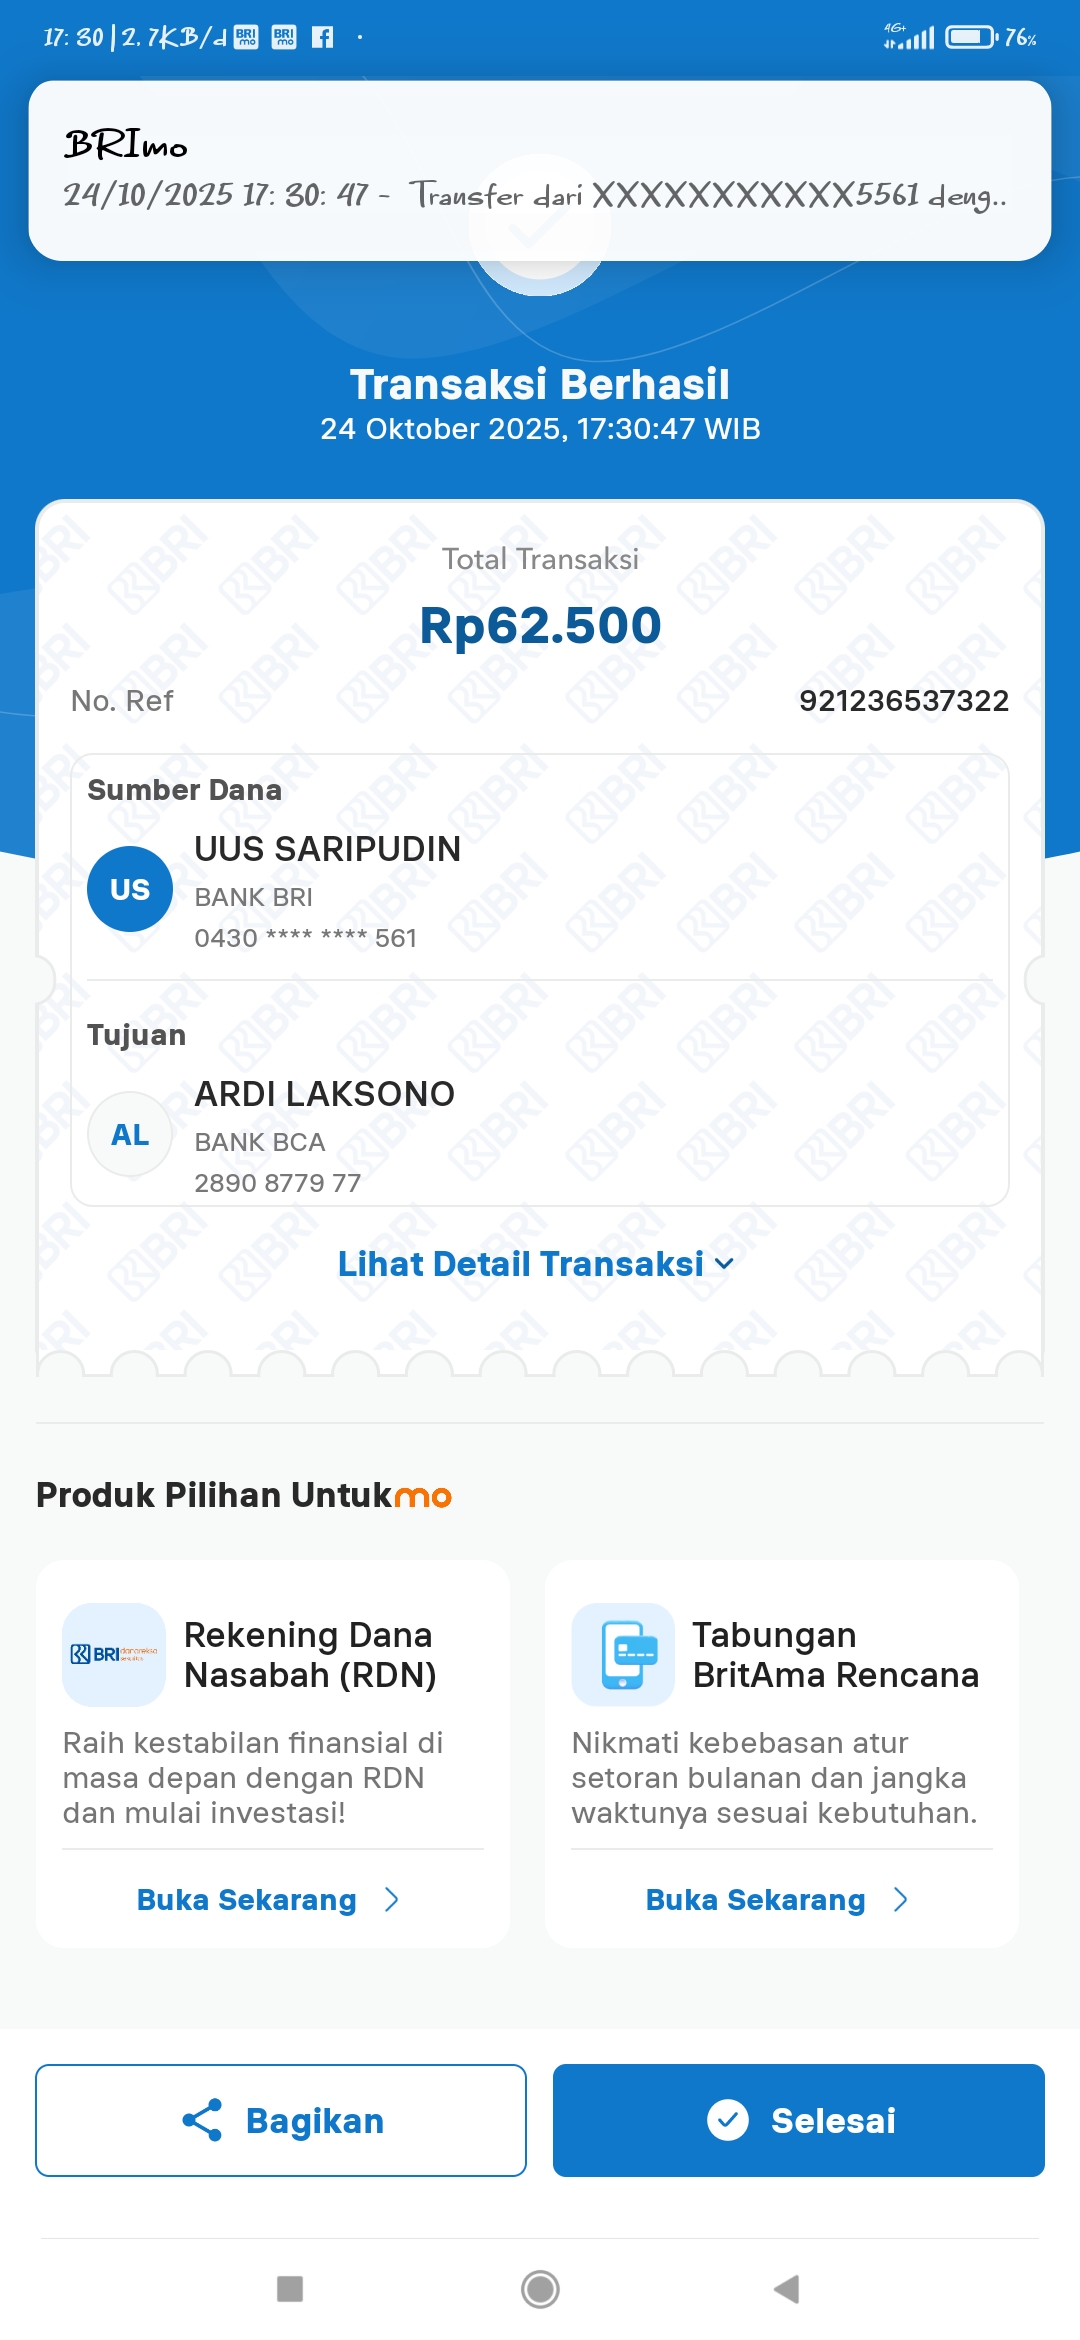 17:30 | 2.7KB/d
4G+ 76%
BRImo
24/10/2025 17:30:47 - Transfer dari XXXXXXXXXXX5561 deng..
Transaksi Berhasil
24 Oktober 2025, 17:30:47 WIB
Total Transaksi
Rp62.500
No. Ref 921236537322
Sumber Dana
US
UUS SARIPUDIN
BANK BRI
0430 **** **** 561
Tujuan
AL
ARDI LAKSONO
BANK BCA
2890 8779 77
Lihat Detail Transaksi
Produk Pilihan Untukmo
BRI danareksa
Rekening Dana
Nasabah (RDN)
Raih kestabilan finansial di
masa depan dengan RDN
dan mulai investasi!
Buka Sekarang
Tabungan
BritAma Rencana
Nikmati kebebasan atur
setoran bulanan dan jangka
waktunya sesuai kebutuhan.
Buka Sekarang
Bagikan
Selesai